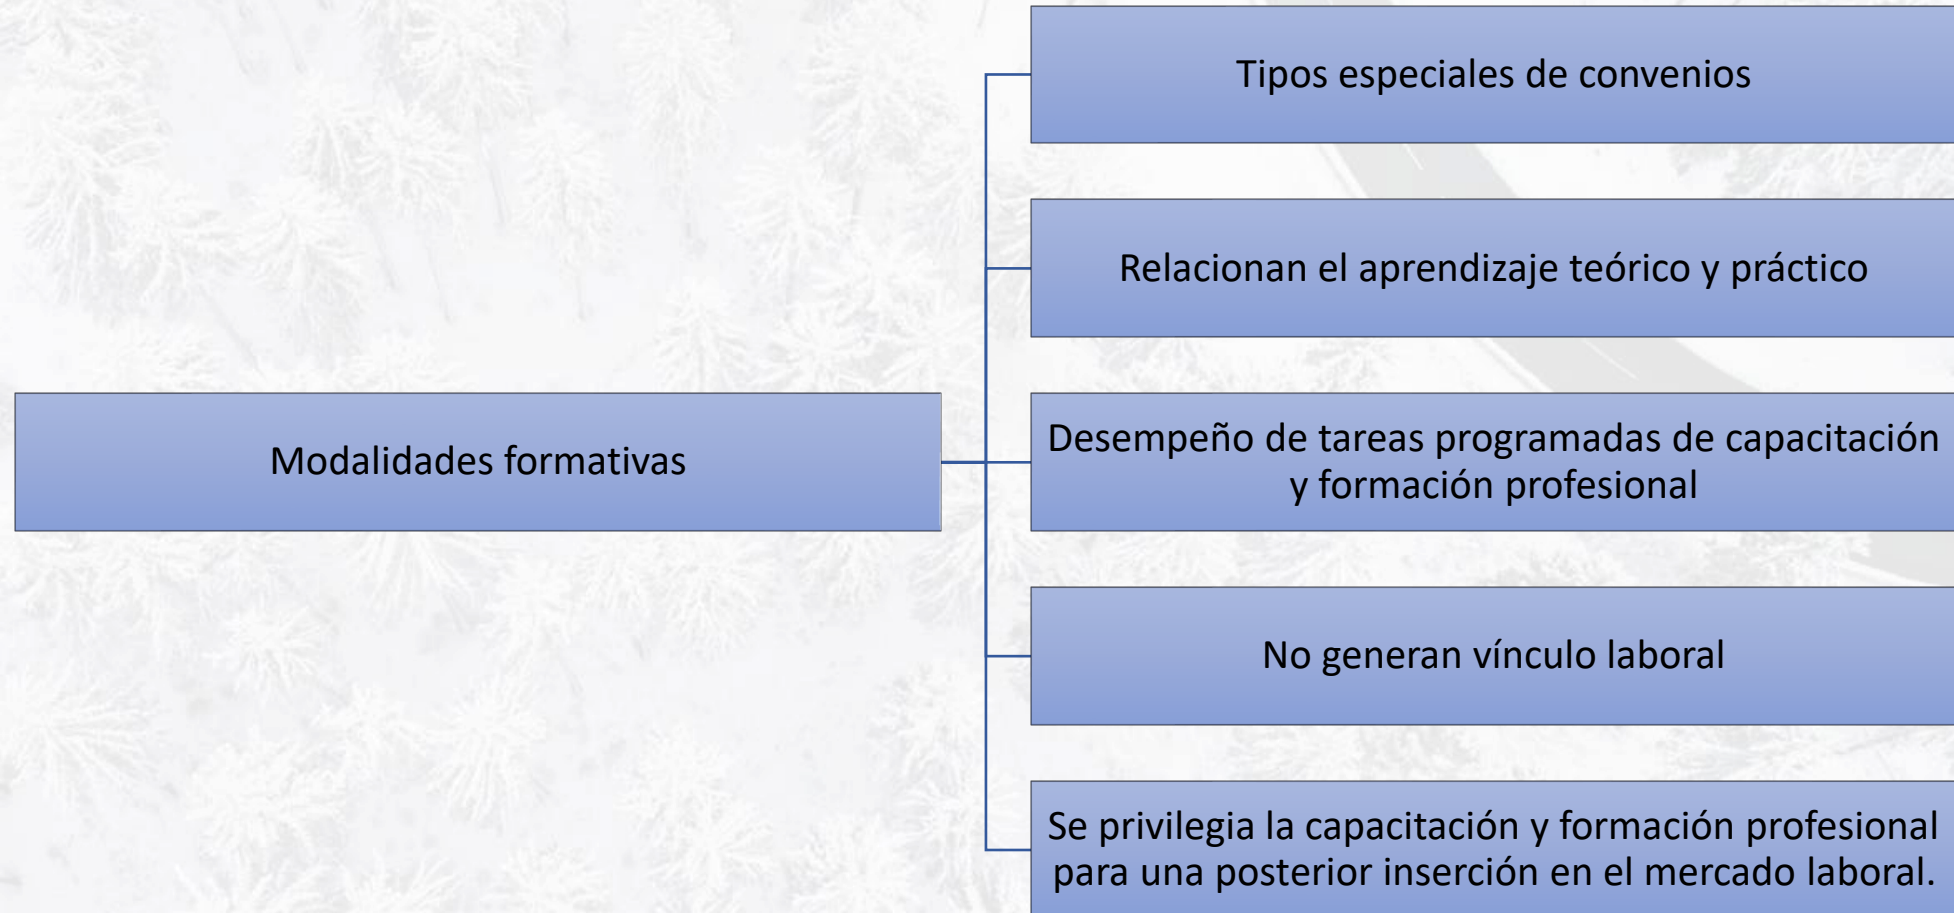 Tipos especiales de convenios
Relacionan el aprendizaje teórico y práctico
Modalidades formativas
Desempeño de tareas programadas de capacitación
y formación profesional
No generan vínculo laboral
Se privilegia la capacitación y formación profesional
para una posterior inserción en el mercado laboral.